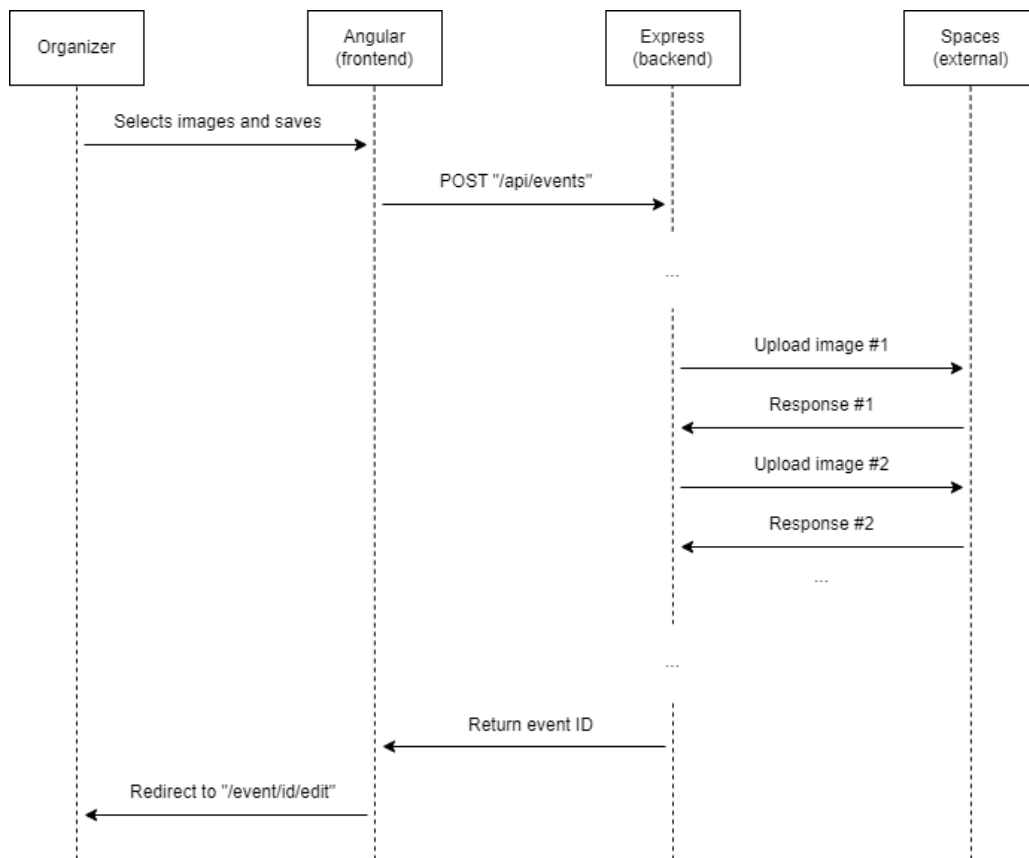 Organizer
Angular
(frontend)
Express
(backend)
Spaces
(external)
Selects images and saves
POST "/api/events"
...
Upload image #1
Response #1
Upload image #2
Response #2
...
...
Return event ID
Redirect to "/event/id/edit"